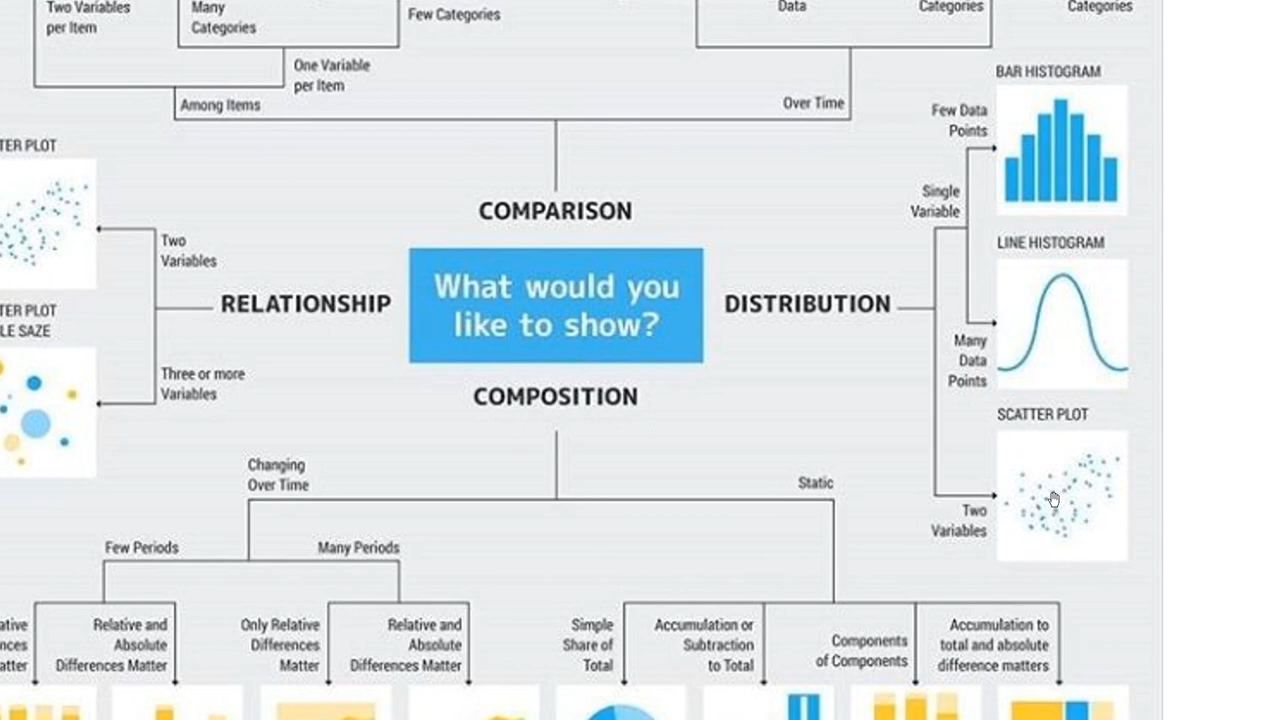 Two Variables
per Item
Many
Categories
Few Categories
Data
Categories
Categories
One Variable
per Item
Among Items
Over Time
BAR HISTOGRAM
Few Data
Points
TER PLOT
Single
Variable
COMPARISON
Two
Variables
LINE HISTOGRAM
What would you
like to show?
RELATIONSHIP
DISTRIBUTION
TER PLOT
LE SAZE
Many
Data
Points
Three or more
Variables
COMPOSITION
SCATTER PLOT
Changing
Over Time
Static
Two
Variables
Few Periods
Many Periods
ative
nces
atter
Relative and
Absolute
Differences Matter
Only Relative
Differences
Matter
Relative and
Absolute
Differences Matter
Simple
Share of
Total
Accumulation or
Subtraction
to Total
Components
of Components
Accumulation to
total and absolute
difference matters